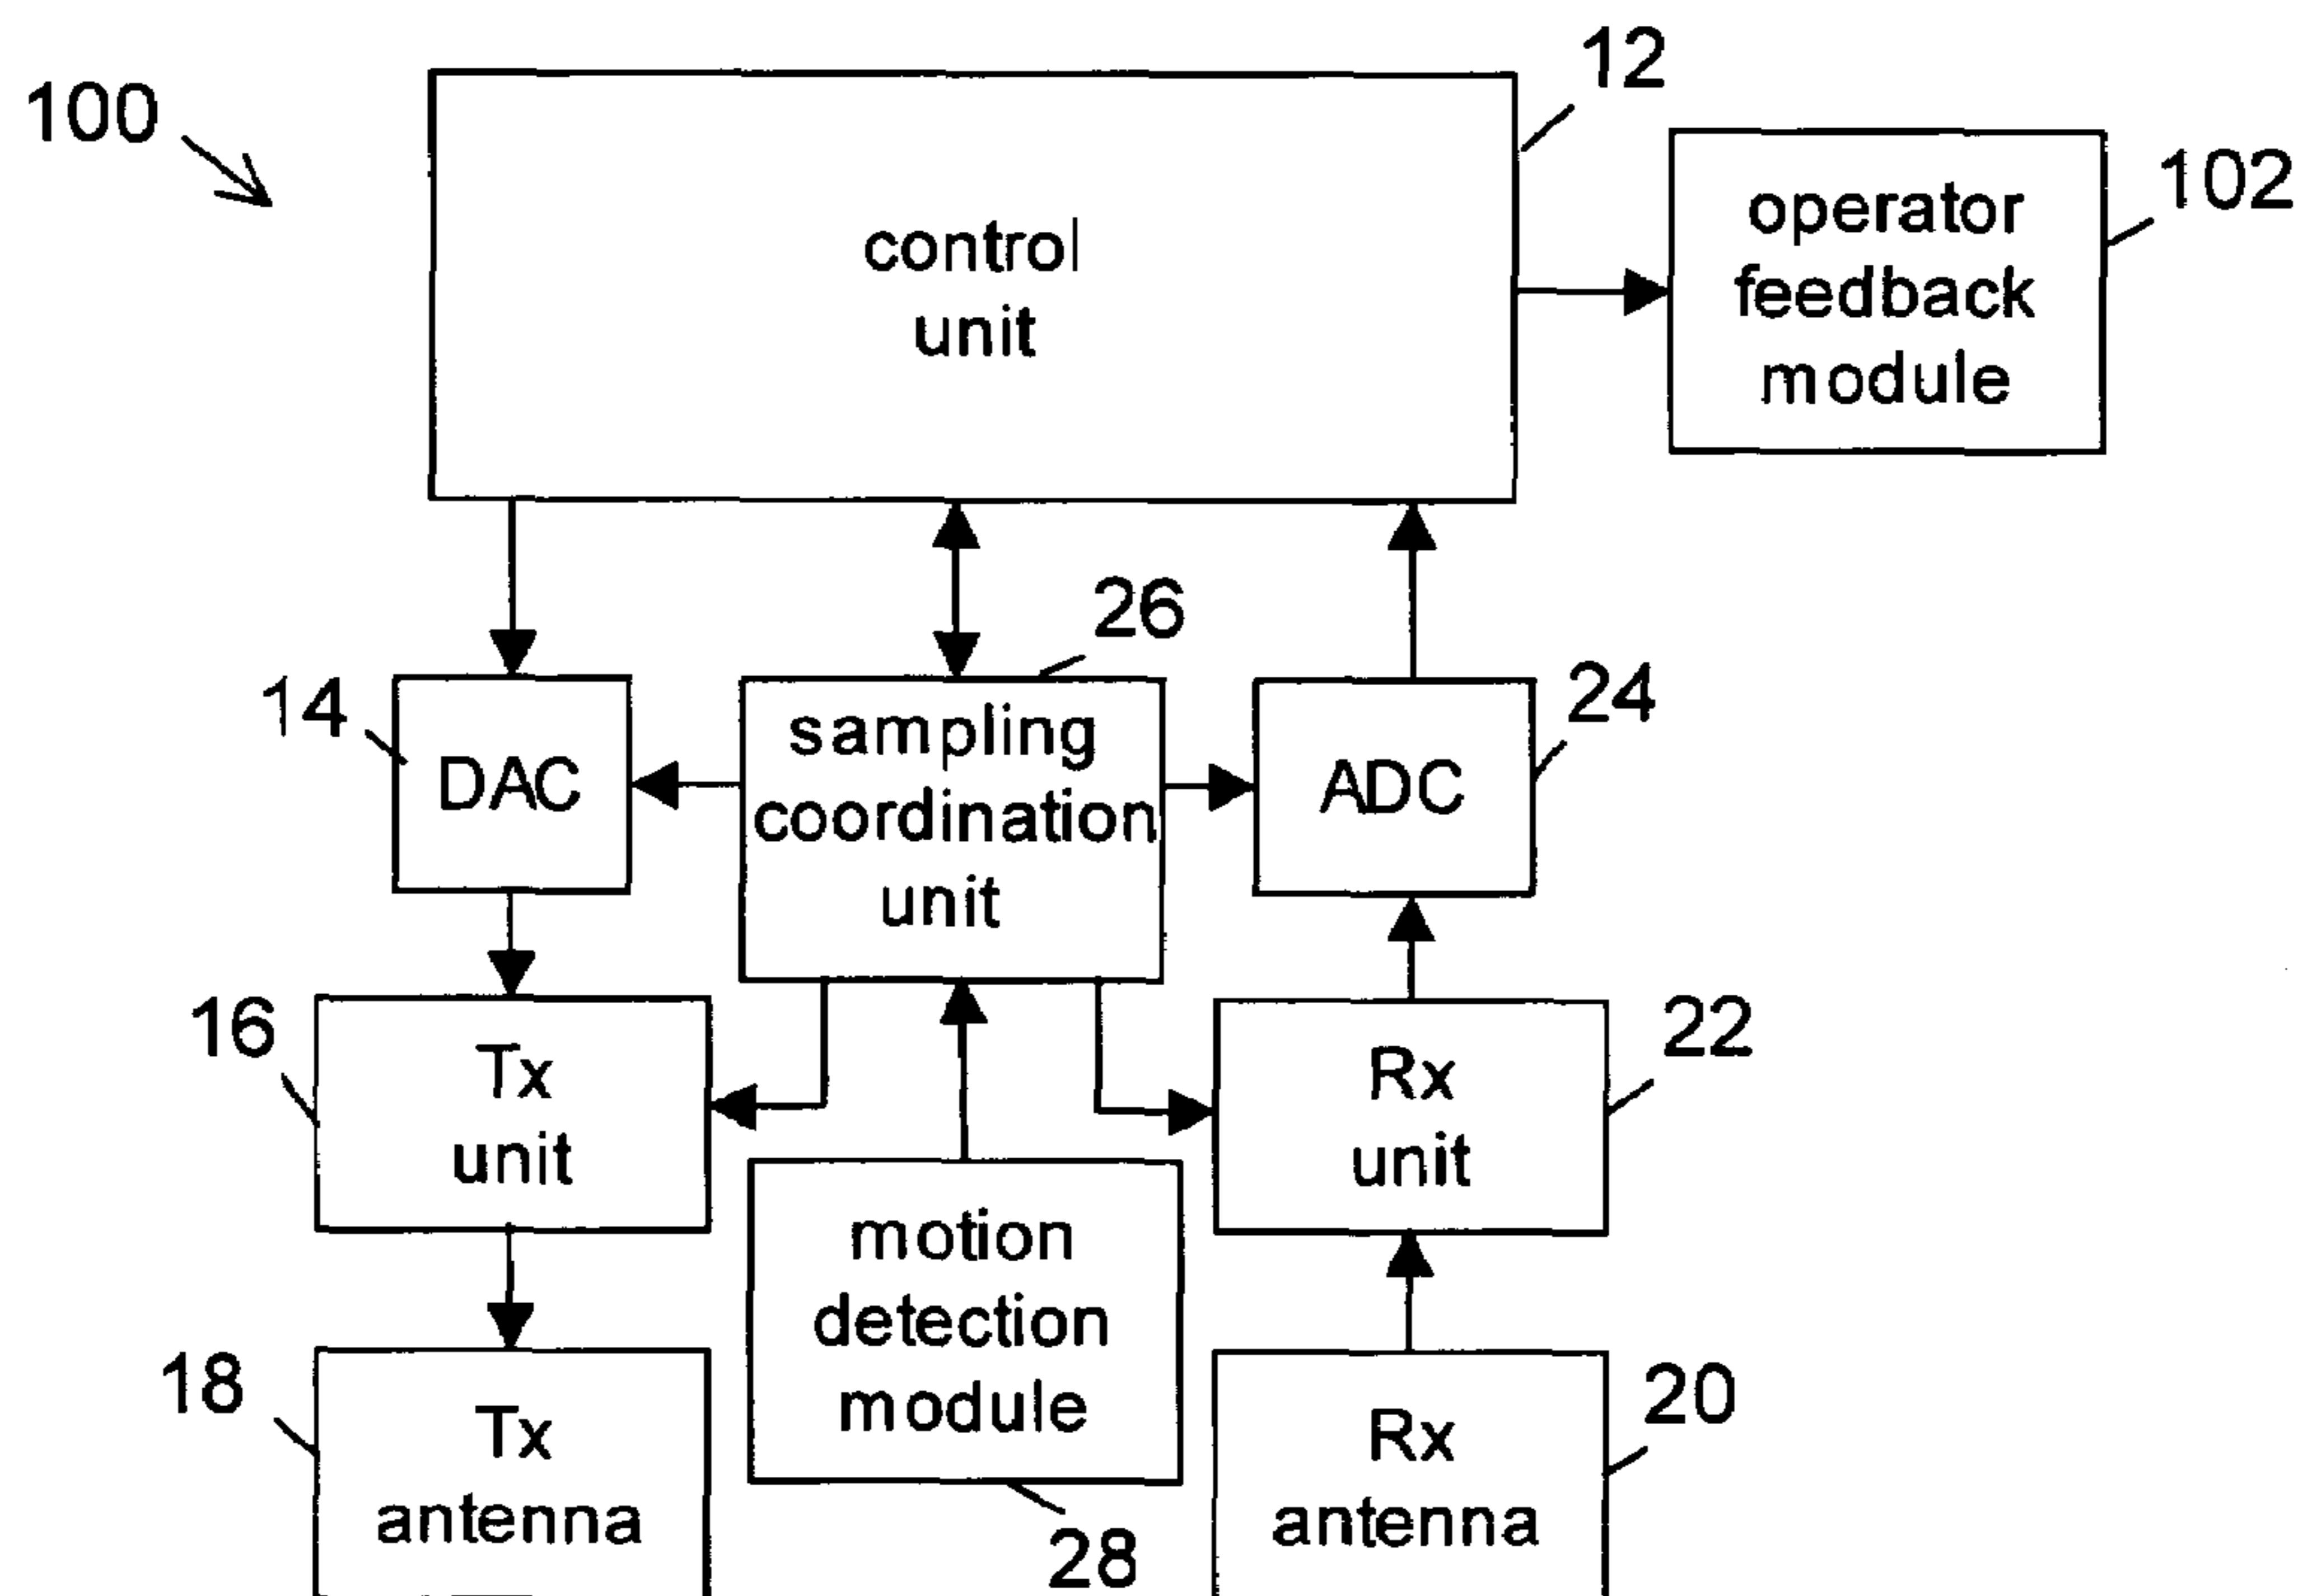 100
12
control
unit
operator
feedback
module
102
14
DAC
26
sampling
coordination
unit
ADC
24
16
Tx
unit
Rx
unit
22
motion
detection
module
28
18
Tx
antenna
Rx
antenna
20